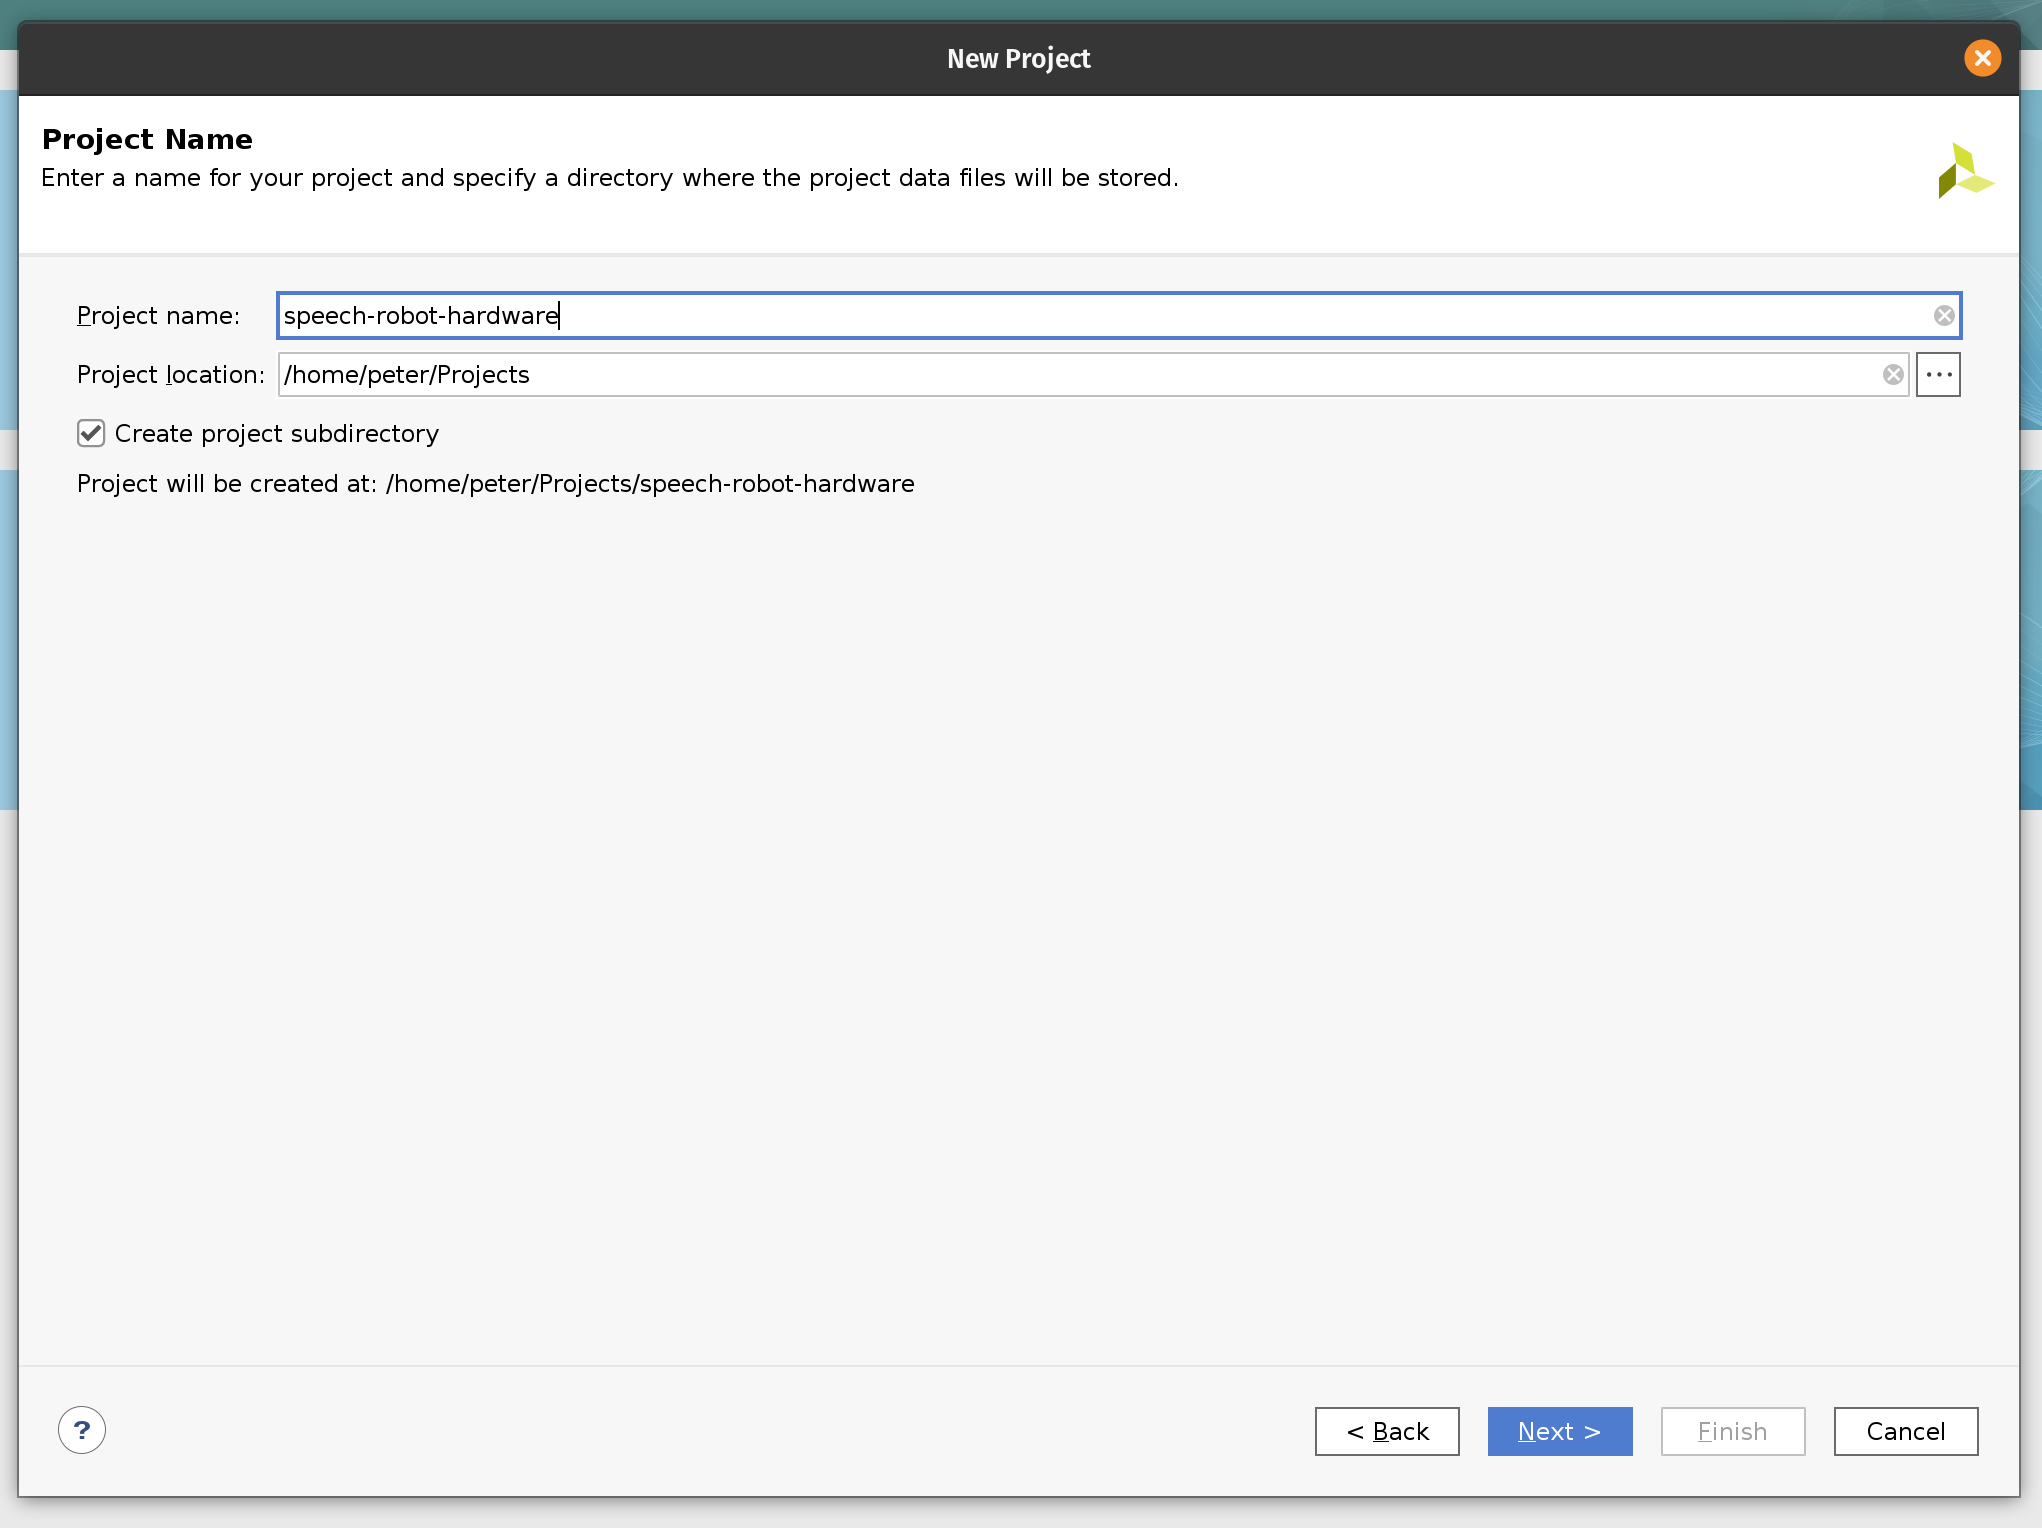 New Project
Project Name
Enter a name for your project and specify a directory where the project data files will be stored.
Project name: speech-robot-hardware
Project location: /home/peter/Projects ...
Create project subdirectory
Project will be created at: /home/peter/Projects/speech-robot-hardware
? < Back Next > Finish Cancel